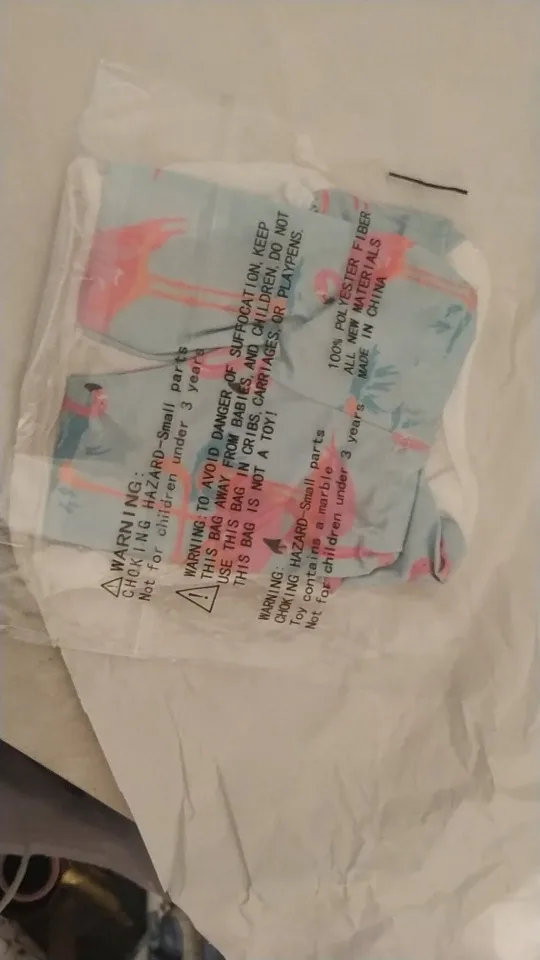 WARNING:
CHOKING HAZARD-Small parts
Not for children under 3 years
WARNING:TO AVOID DANGER OF SUFFOCATION, KEEP
THIS BAG AWAY FROM BABIES AND CHILDREN. DO NOT
USE THIS BAG IN CRIBS, CARRIAGES, OR PLAYPENS.
THIS BAG IS NOT A TOY!
WARNING:
CHOKING HAZARD-Small parts
Toy contains a marble
Not for children under 3 years
100% POLYESTER FIBER-
ALL NEW MATERIALS
MADE IN CHINA